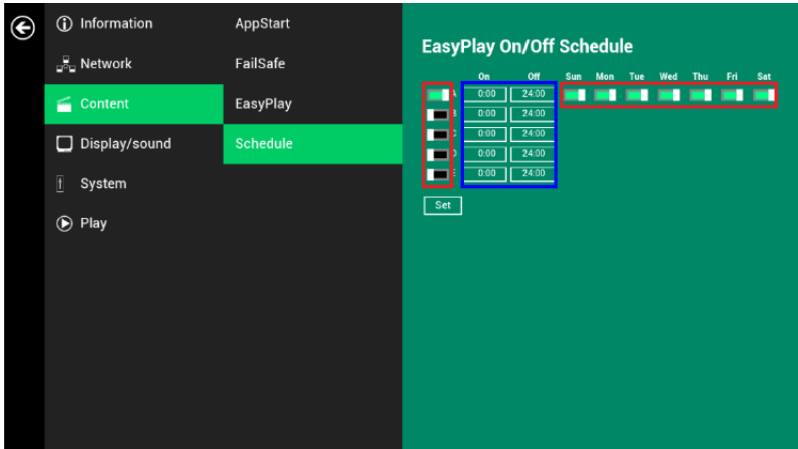 Information
Network
Content
Display/sound
System
Play
AppStart
FailSafe
EasyPlay
Schedule
EasyPlay On/Off Schedule
On Off Sun Mon Tue Wed Thu Fri Sat
A 0:00 24:00
B 0:00 24:00
C 0:00 24:00
D 0:00 24:00
E 0:00 24:00
Set